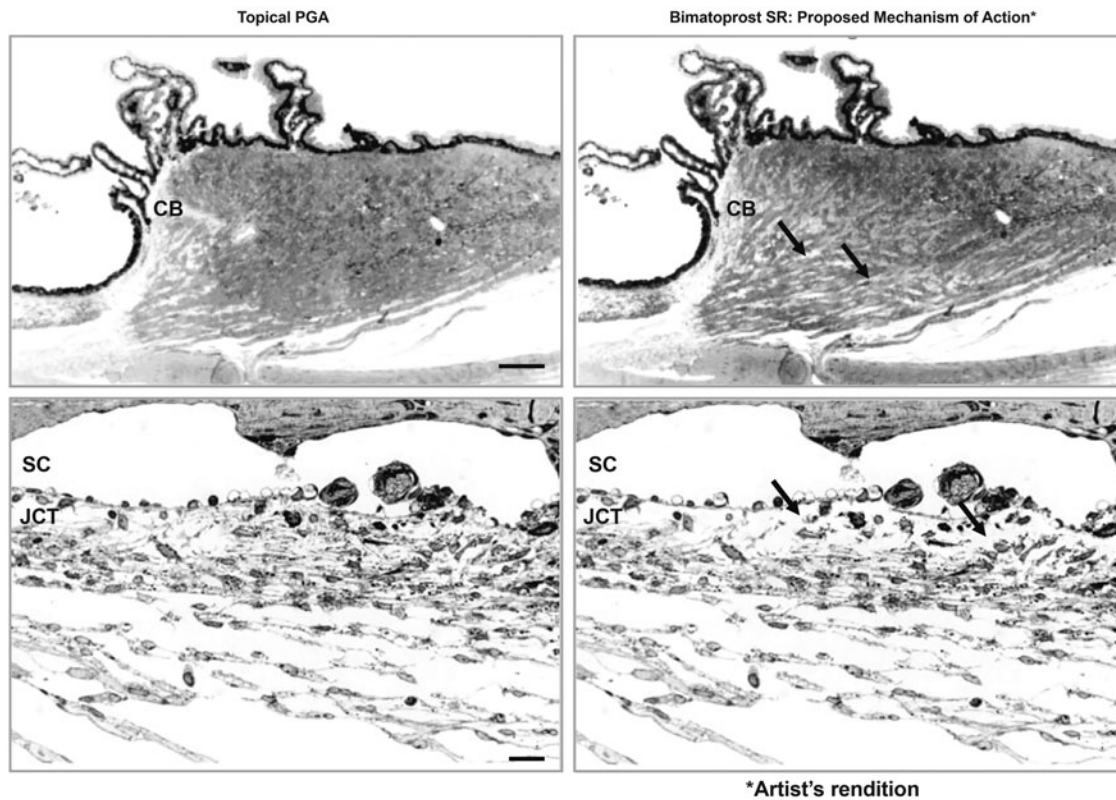 Topical PGA
Bimatoprost SR: Proposed Mechanism of Action*
CB
CB
SC
JCT
SC
JCT
*Artist's rendition